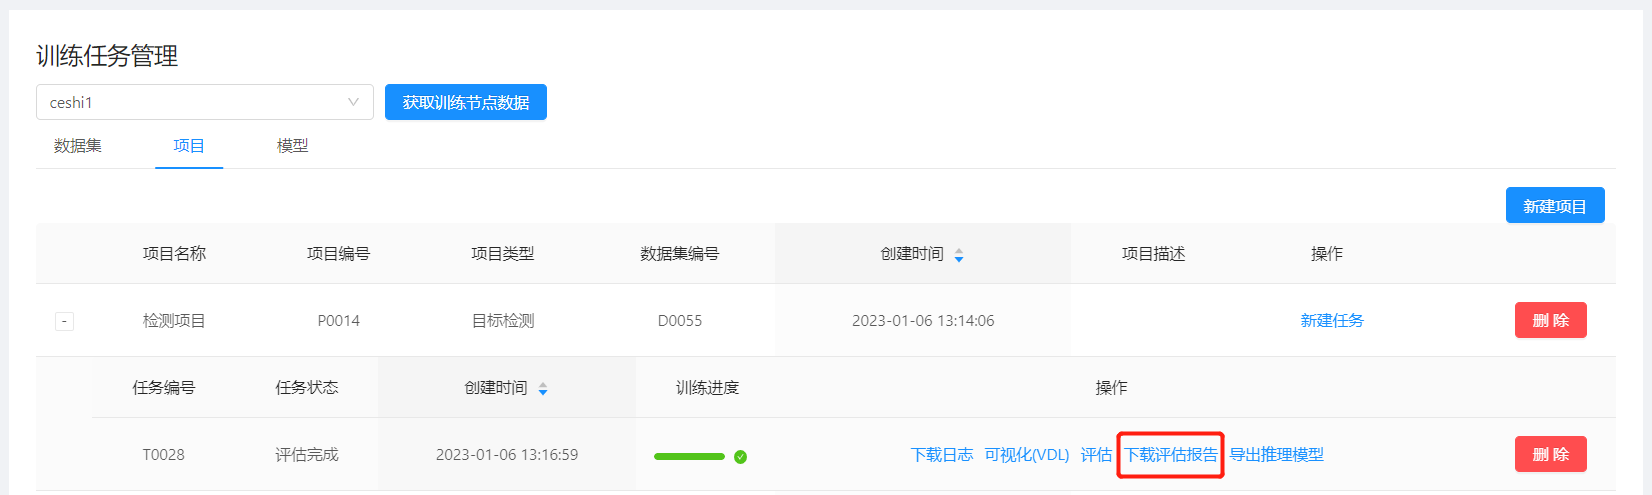 训练任务管理
ceshi1 获取训练节点数据
数据集 项目 模型
新建项目
项目名称 项目编号 项目类型 数据集编号 创建时间 项目描述 操作
- 检测项目 P0014 目标检测 D0055 2023-01-06 13:14:06 新建任务 删 除
任务编号 任务状态 创建时间 训练进度 操作
T0028 评估完成 2023-01-06 13:16:59 下载日志 可视化(VDL) 评估 下载评估报告 导出推理模型 删 除